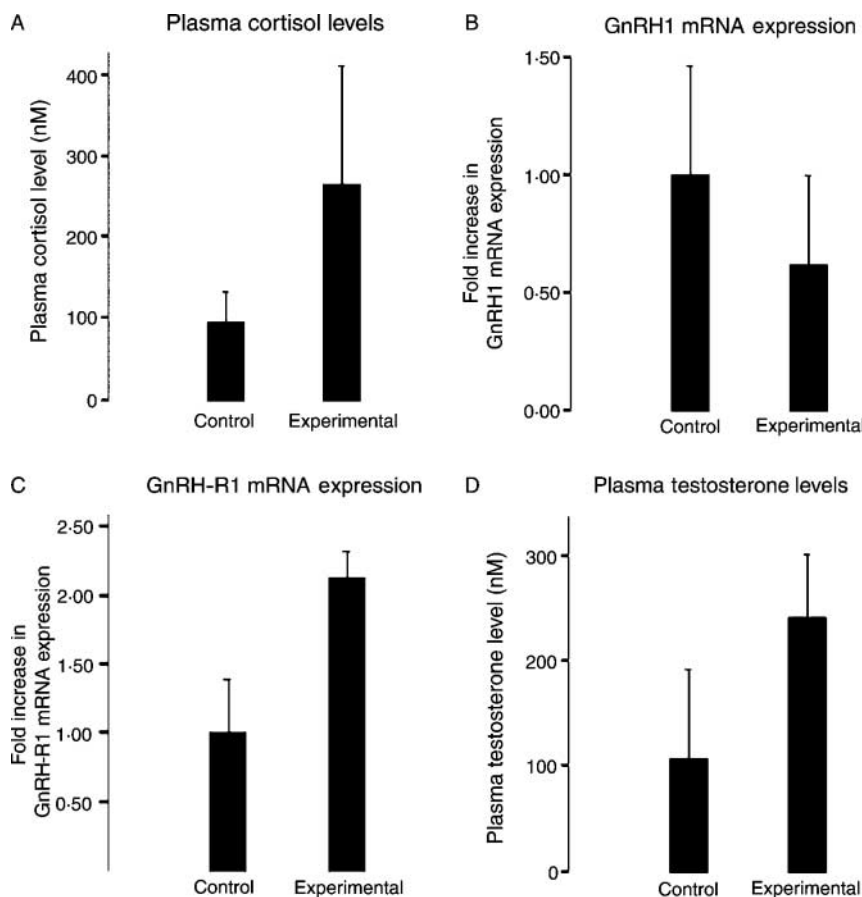 A Plasma cortisol levels
Plasma cortisol level (nM)
400
300
200
100
0
Control Experimental
B GnRH1 mRNA expression
Fold increase in
GnRH1 mRNA expression
1·50
1·00
0·50
0·00
Control Experimental
C GnRH-R1 mRNA expression
Fold increase in
GnRH-R1 mRNA expression
2·50
2·00
1·50
1·00
0·50
Control Experimental
D Plasma testosterone levels
Plasma testosterone level (nM)
300
200
100
0
Control Experimental